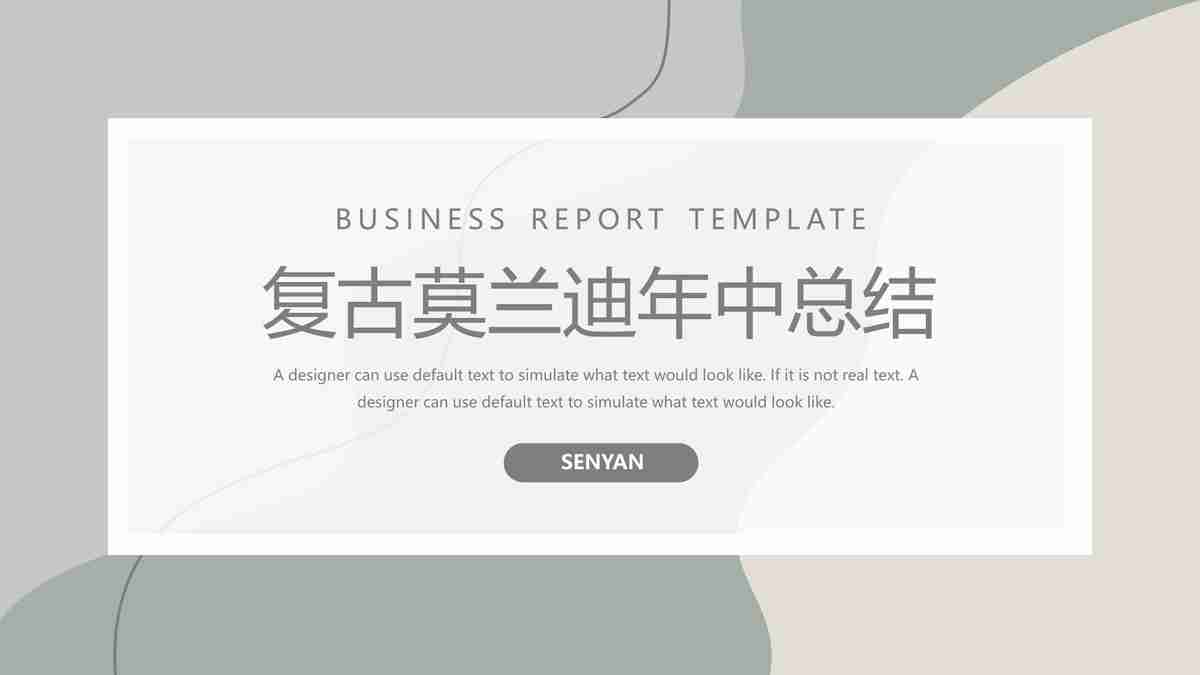 BUSINESS REPORT TEMPLATE
复古莫兰迪年中总结
A designer can use default text to simulate what text would look like. If it is not real text. A
designer can use default text to simulate what text would look like.
SENYAN